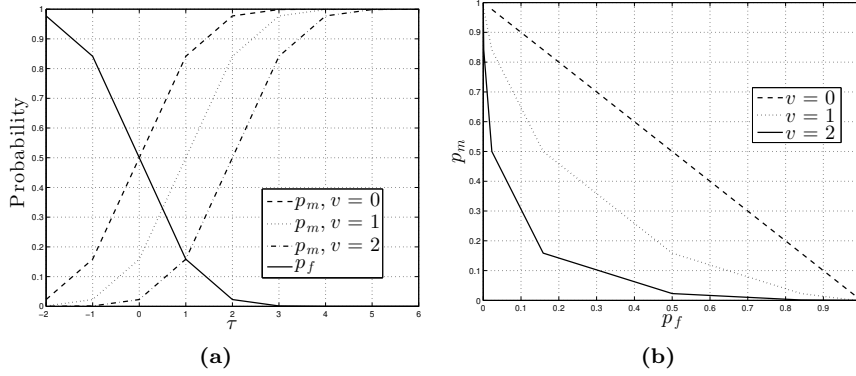 1
0.9
0.8
0.7
0.6
0.5
0.4
0.3
0.2
0.1
0
Probability
−2 −1 0 1 2 3 4 5 6
τ
p_m, v = 0
p_m, v = 1
p_m, v = 2
p_f
(a)
1
0.9
0.8
0.7
0.6
0.5
0.4
0.3
0.2
0.1
0
p_m
0 0.1 0.2 0.3 0.4 0.5 0.6 0.7 0.8 0.9
p_f
v = 0
v = 1
v = 2
(b)